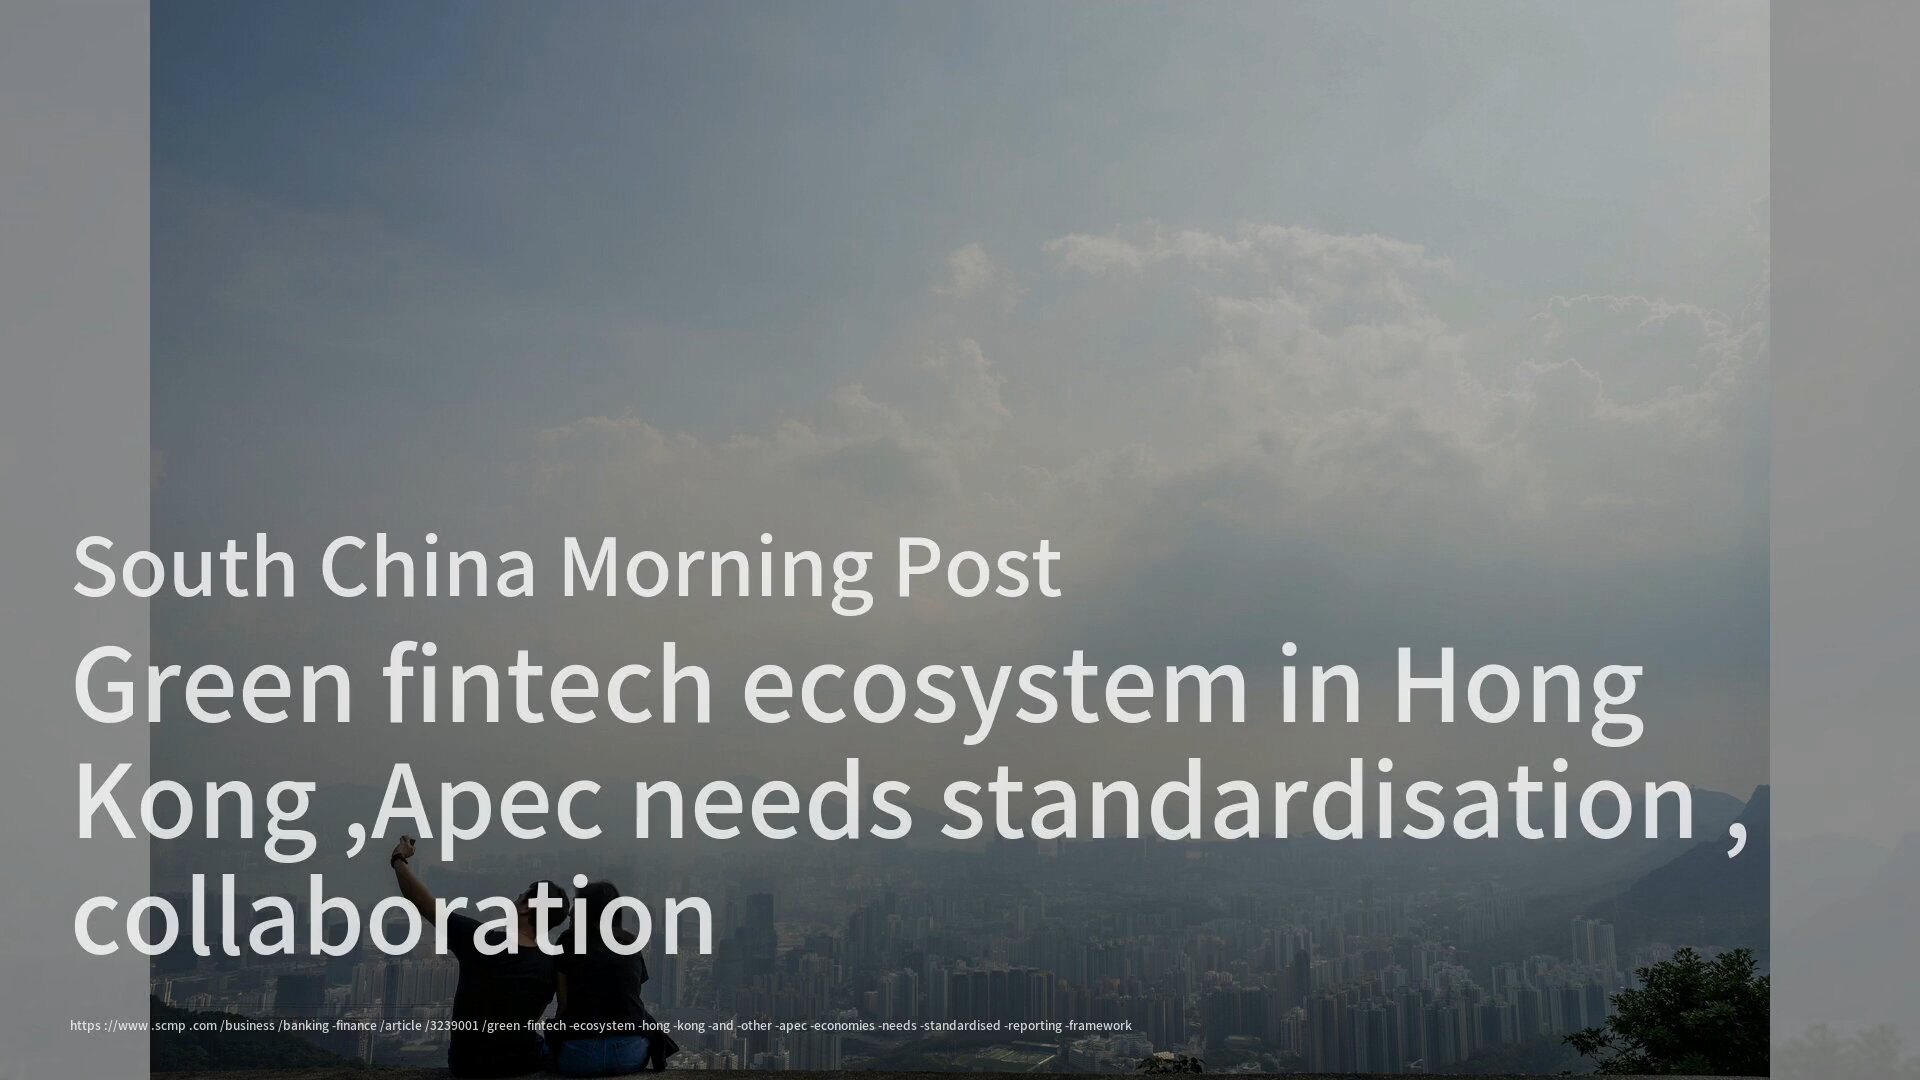 South China Morning Post
Green fintech ecosystem in Hong
Kong ,Apec needs standardisation ,
collaboration
https ://www .scmp .com /business /banking -finance /article /3239001 /green -fintech -ecosystem -hong -kong -and -other -apec -economies -needs -standardised -reporting -framework